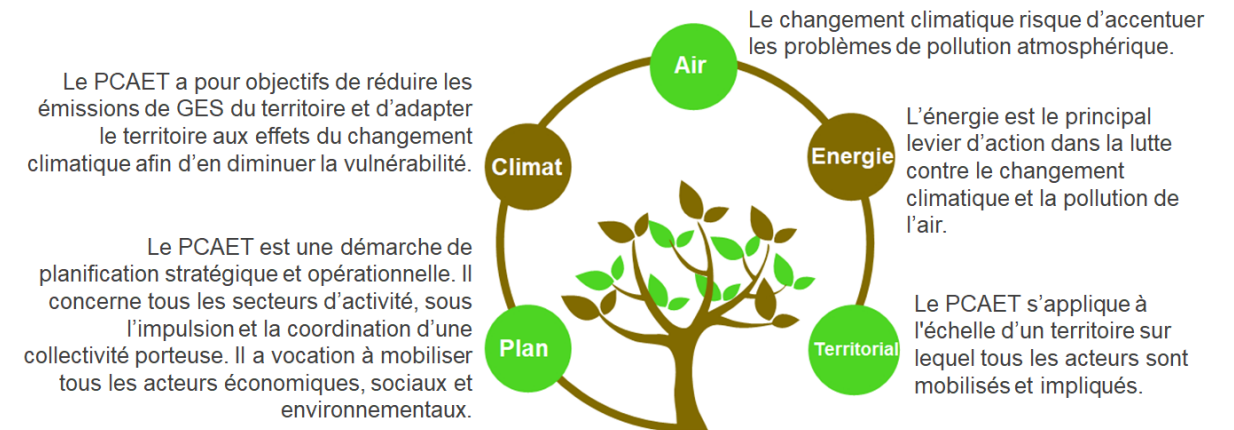 Le changement climatique risque d’accentuer
les problèmes de pollution atmosphérique.
Air
Le PCAET a pour objectifs de réduire les
émissions de GES du territoire et d’adapter
le territoire aux effets du changement
climatique afin d’en diminuer la vulnérabilité.
Climat
Energie
L’énergie est le principal
levier d’action dans la lutte
contre le changement
climatique et la pollution de
l’air.
Le PCAET est une démarche de
planification stratégique et opérationnelle. Il
concerne tous les secteurs d’activité, sous
l’impulsion et la coordination d’une
collectivité porteuse. Il a vocation à mobiliser
tous les acteurs économiques, sociaux et
environnementaux.
Plan
Territorial
Le PCAET s’applique à
l'échelle d’un territoire sur
lequel tous les acteurs sont
mobilisés et impliqués.